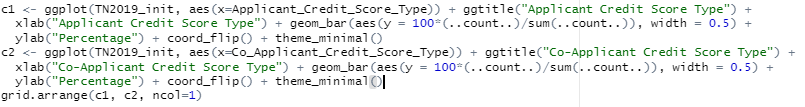 c1 <- ggplot(TN2019_init, aes(x=Applicant_Credit_Score_Type)) + ggtitle("Applicant Credit Score Type") +
xlab("Applicant Credit Score Type") + geom_bar(aes(y = 100*(..count..)/sum(..count..)), width = 0.5) +
ylab("Percentage") + coord_flip() + theme_minimal()
c2 <- ggplot(TN2019_init, aes(x=Co_Applicant_Credit_Score_Type)) + ggtitle("Co-Applicant Credit Score Type") +
xlab("Co-Applicant Credit Score Type") + geom_bar(aes(y = 100*(..count..)/sum(..count..)), width = 0.5) +
ylab("Percentage") + coord_flip() + theme_minimal()
grid.arrange(c1, c2, ncol=1)